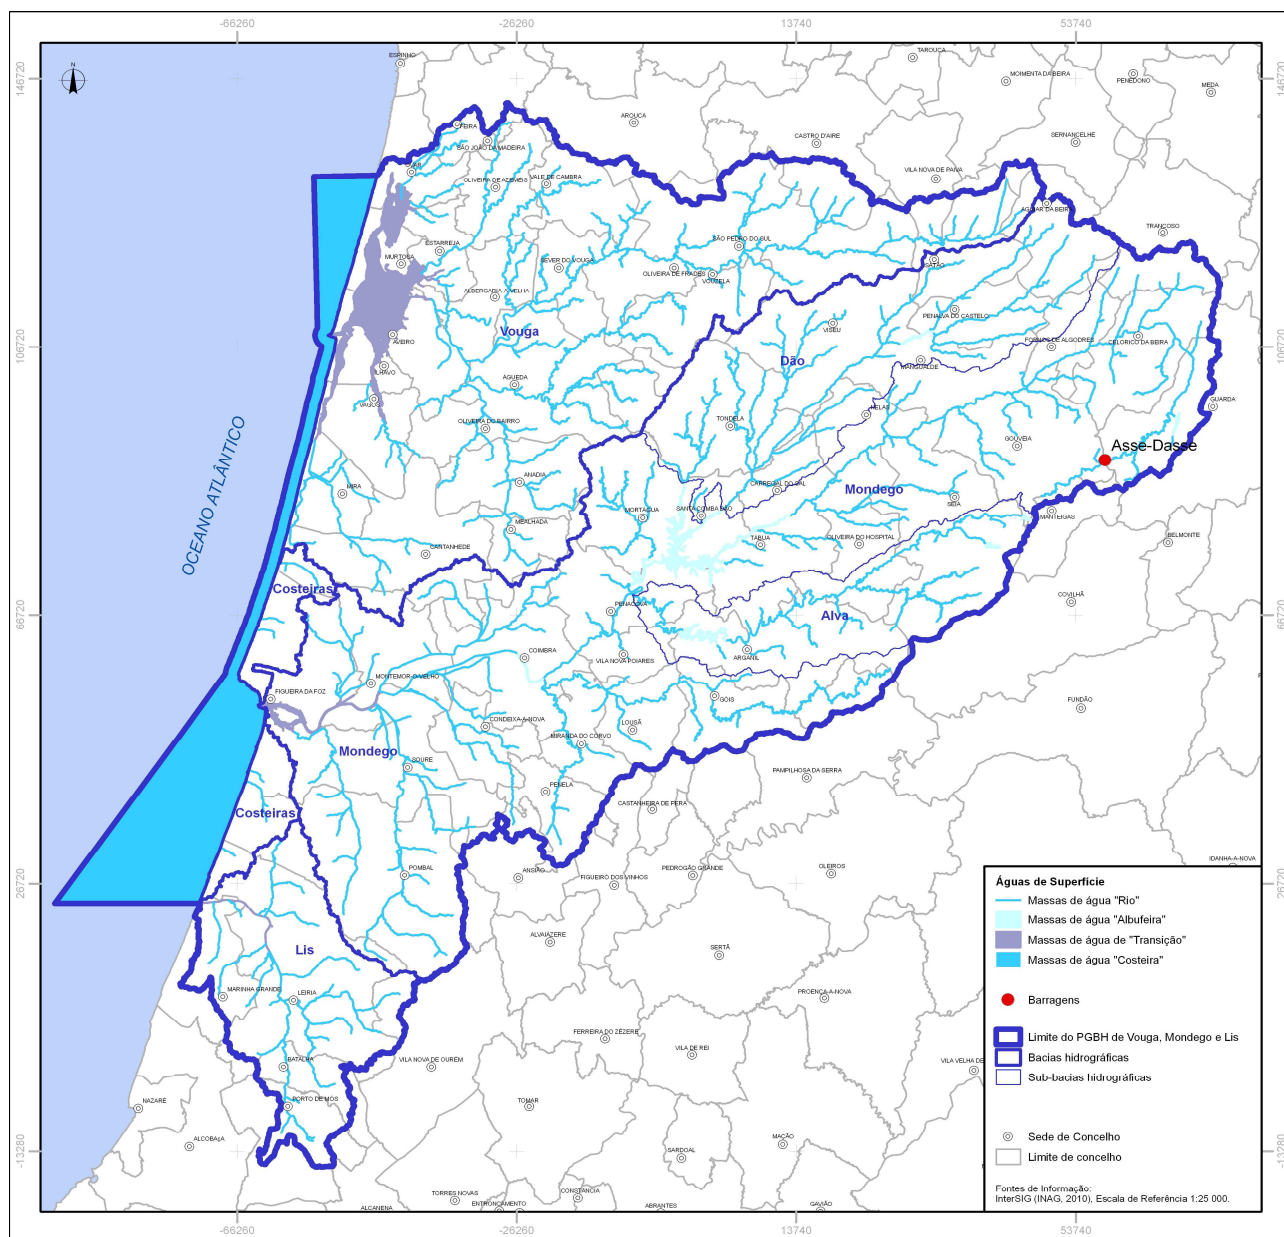 -66260
-26260
13740
53740
146720
106720
66720
26720
-13280
146720
106720
66720
26720
-13280
-66260
-26260
13740
53740
N
ESPINHO
TAROUCA
MOIMENTA DA BEIRA
PENEDONO
MEDA
AROUCA
FEIRA
SÃO JOÃO DA MADEIRA
CASTRO D'AIRE
SERNANCELHE
VILA NOVA DE PAIVA
OLIVEIRA DE AZEMÉIS
VALE DE CAMBRA
AGUIAR DA BEIRA
TRANCOSO
ESTARREJA
MURTOSA
SEVER DO VOUGA
SÃO PEDRO DO SUL
OLIVEIRA DE FRADES
VOUZELA
SATÃO
ALBERGARIA-A-VELHA
PENALVA DO CASTELO
Vouga
VISEU
AVEIRO
ÍLHAVO
Dão
MANGUALDE
FORNOS DE ALGODRES
CELORICO DA BEIRA
ÁGUEDA
VAGOS
GUARDA
OLIVEIRA DO BAIRRO
TONDELA
NELAS
GOUVEIA
Asse-Dasse
OCEANO ATLÂNTICO
MIRA
ANADIA
CARREGAL DO SAL
Mondego
SEIA
MANTEIGAS
MORTÁGUA
SANTA COMBA DÃO
MEALHADA
CANTANHEDE
TÁBUA
OLIVEIRA DO HOSPITAL
BELMONTE
Costeiras
PENACOVA
Alva
COVILHÃ
COIMBRA
VILA NOVA POIARES
ARGANIL
MONTEMOR-O-VELHO
FIGUEIRA DA FOZ
GÓIS
FUNDÃO
CONDEIXA-A-NOVA
LOUSÃ
MIRANDA DO CORVO
Mondego
SOURE
PAMPILHOSA DA SERRA
PENELA
CASTANHEIRA DE PERA
Costeiras
POMBAL
ANSIÃO
FIGUEIRO DOS VINHOS
PEDROGÃO GRANDE
OLEIROS
IDANHA-A-NOVA
ALVAIÁZERE
Lis
SERTÃ
MARINHA GRANDE
LEIRIA
PROENÇA-A-NOVA
FERREIRA DO ZÊZERE
VILA DE REI
BATALHA
VILA NOVA DE OURÉM
VILA VELHA DE
NAZARÉ
PORTO DE MÓS
TOMAR
ALCOBAÇA
MAÇÃO
SARDOAL
TORRES NOVAS
ALCANENA
ENTRONCAMENTO
CONSTÂNCIA
ABRANTES
GAVIÃO
Águas de Superfície
Massas de água "Rio"
Massas de água "Albufeira"
Massas de água de "Transição"
Massas de água "Costeira"
Barragens
Limite do PGBH de Vouga, Mondego e Lis
Bacias hidrográficas
Sub-bacias hidrográficas
Sede de Concelho
Limite de concelho
Fontes de Informação:
InterSIG (INAG, 2010), Escala de Referência 1:25 000.